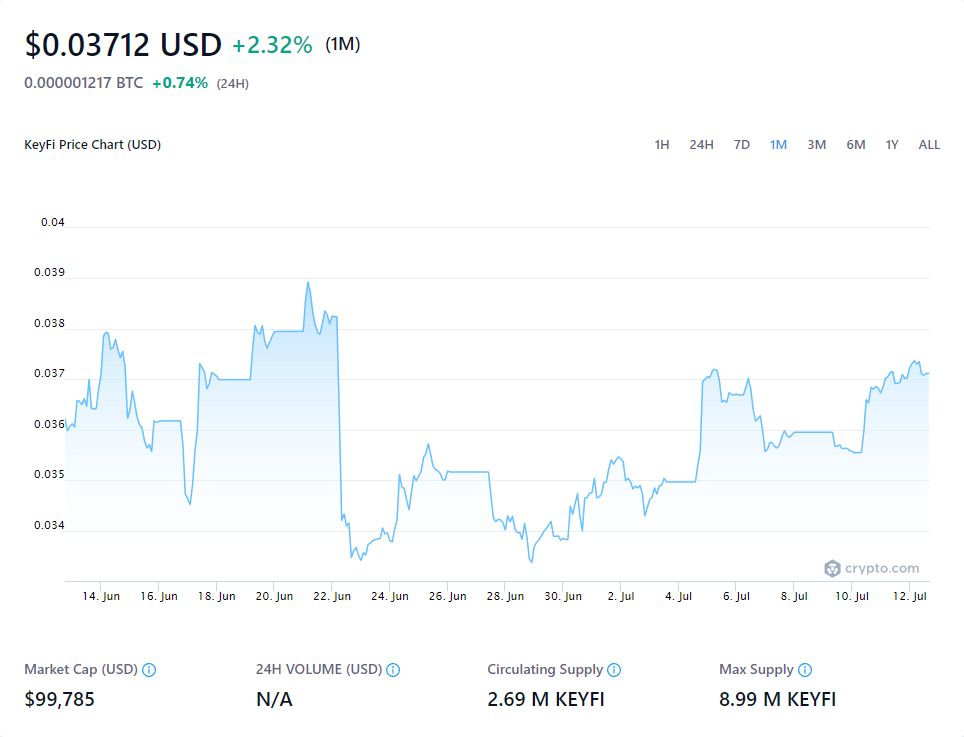 $0.03712 USD +2.32% (1M)
0.000001217 BTC +0.74% (24H)
KeyFi Price Chart (USD) 1H 24H 7D 1M 3M 6M 1Y ALL
0.04
0.039
0.038
0.037
0.036
0.035
0.034
crypto.com
14. Jun 16. Jun 18. Jun 20. Jun 22. Jun 24. Jun 26. Jun 28. Jun 30. Jun 2. Jul 4. Jul 6. Jul 8. Jul 10. Jul 12. Jul
Market Cap (USD) 24H VOLUME (USD) Circulating Supply Max Supply
$99,785 N/A 2.69 M KEYFI 8.99 M KEYFI